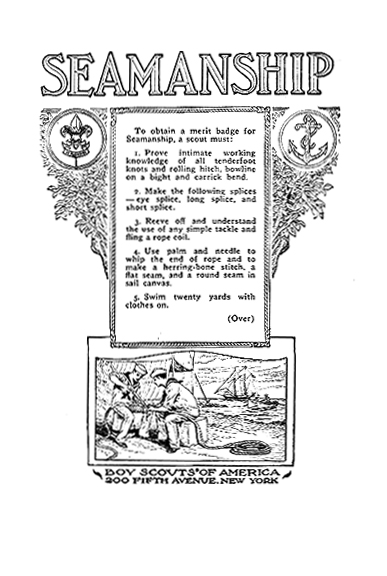 SEAMANSHIP
To obtain a merit badge for
Seamanship, a scout must:
1. Prove intimate working
knowledge of all tenderfoot
knots and rolling hitch, bowline
on a bight and carrick bend.
2. Make the following splices
—eye splice, long splice, and
short splice.
3. Reeve off and understand
the use of any simple tackle and
fling a rope coil.
4. Use palm and needle to
whip the end of rope and to
make a herring-bone stitch, a
flat seam, and a round seam in
sail canvas.
5. Swim twenty yards with
clothes on.
(Over)
BOY SCOUTS OF AMERICA
200 FIFTH AVENUE, NEW YORK